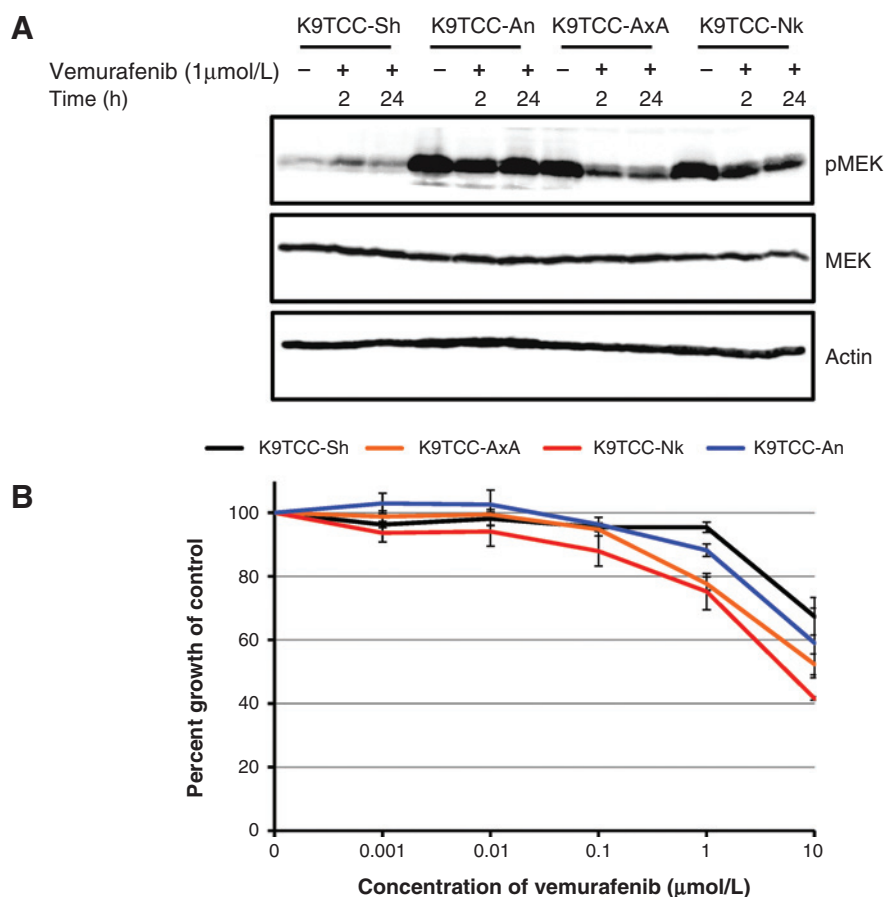 A
K9TCC-Sh K9TCC-An K9TCC-AxA K9TCC-Nk
Vemurafenib (1μmol/L) – + + – + + – + + – + +
Time (h) 2 24 2 24 2 24 2 24
pMEK
MEK
Actin
K9TCC-Sh K9TCC-AxA K9TCC-Nk K9TCC-An
B
Percent growth of control
100
80
60
40
20
0
0 0.001 0.01 0.1 1 10
Concentration of vemurafenib (μmol/L)